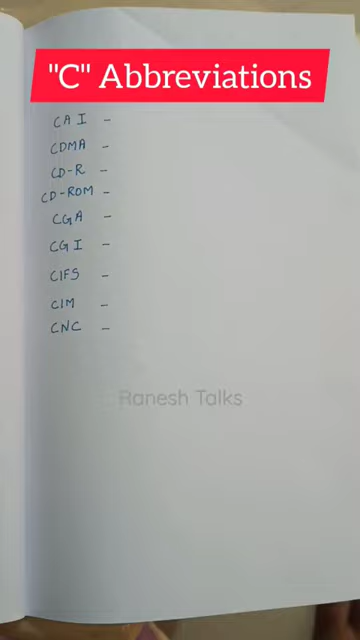 "C" Abbreviations
CAI -
CDMA -
CD-R -
CD-ROM -
CGA -
CGI -
CIFS -
CIM -
CNC -
Ranesh Talks